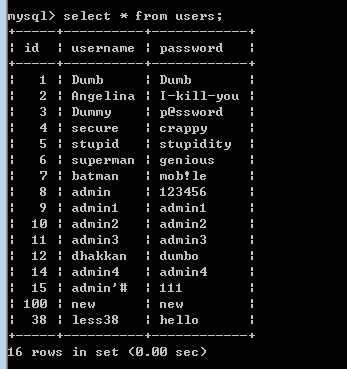 mysql> select * from users;
+-----+----------+------------+
| id | username | password |
+-----+----------+------------+
| 1 | Dumb | Dumb |
| 2 | Angelina | I-kill-you |
| 3 | Dummy | p@ssword |
| 4 | secure | crappy |
| 5 | stupid | stupidity |
| 6 | superman | genious |
| 7 | batman | mob!le |
| 8 | admin | 123456 |
| 9 | admin1 | admin1 |
| 10 | admin2 | admin2 |
| 11 | admin3 | admin3 |
| 12 | dhakkan | dumbo |
| 14 | admin4 | admin4 |
| 15 | admin'# | 111 |
| 100 | new | new |
| 38 | less38 | hello |
+-----+----------+------------+
16 rows in set (0.00 sec)